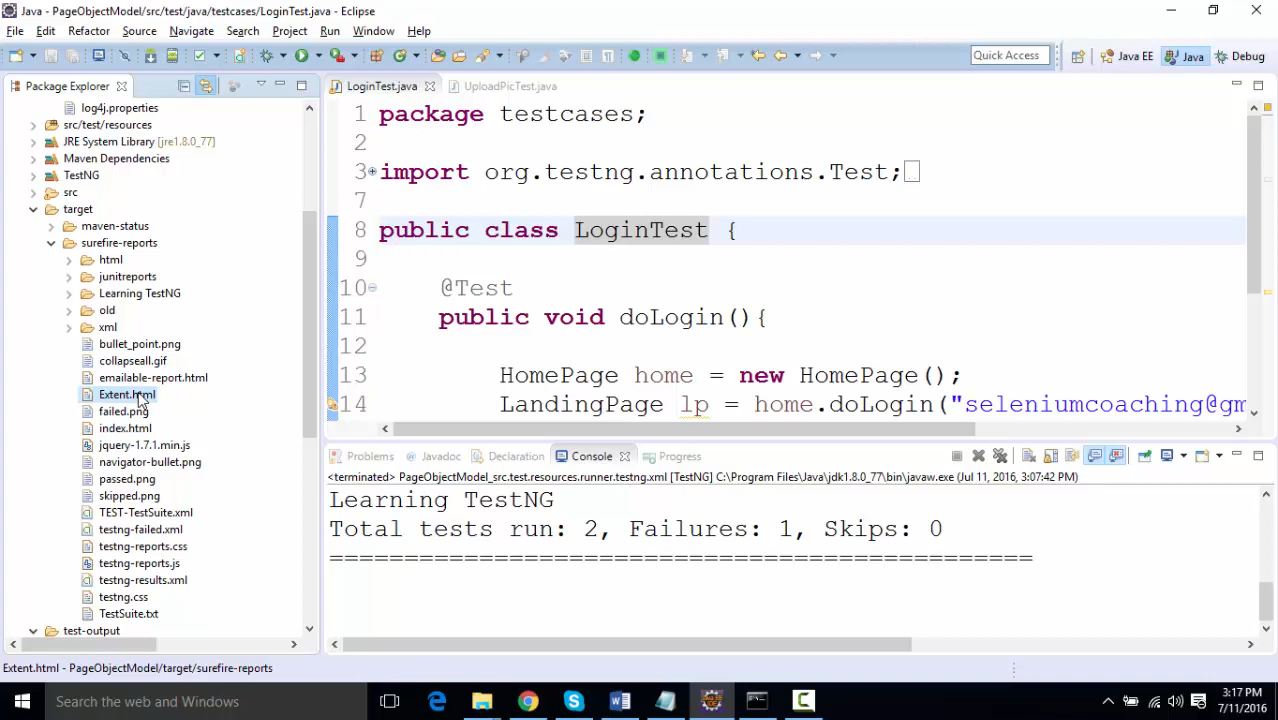 Java - PageObjectModel/src/test/java/testcases/LoginTest.java - Eclipse
File Edit Refactor Source Navigate Search Project Run Window Help
Quick Access Java EE Java Debug
Package Explorer
log4j.properties
src/test/resources
JRE System Library [jre1.8.0_77]
Maven Dependencies
TestNG
src
target
maven-status
surefire-reports
html
junitreports
Learning TestNG
old
xml
bullet_point.png
collapseall.gif
emailable-report.html
Extent.html
failed.png
index.html
jquery-1.7.1.min.js
navigator-bullet.png
passed.png
skipped.png
TEST-TestSuite.xml
testng-failed.xml
testng-reports.css
testng-reports.js
testng-results.xml
testng.css
TestSuite.txt
test-output
LoginTest.java UploadPicTest.java
1 package testcases;
2
3 import org.testng.annotations.Test;
7
8 public class LoginTest {
9
10 @Test
11 public void doLogin(){
12
13 HomePage home = new HomePage();
14 LandingPage lp = home.doLogin("seleniumcoaching@gm
Problems Javadoc Declaration Console Progress
<terminated> PageObjectModel_src.test.resources.runner.testng.xml [TestNG] C:\Program Files\Java\jdk1.8.0_77\bin\javaw.exe (Jul 11, 2016, 3:07:42 PM)
Learning TestNG
Total tests run: 2, Failures: 1, Skips: 0
===============================================
Extent.html - PageObjectModel/target/surefire-reports
Search the web and Windows
3:17 PM
7/11/2016